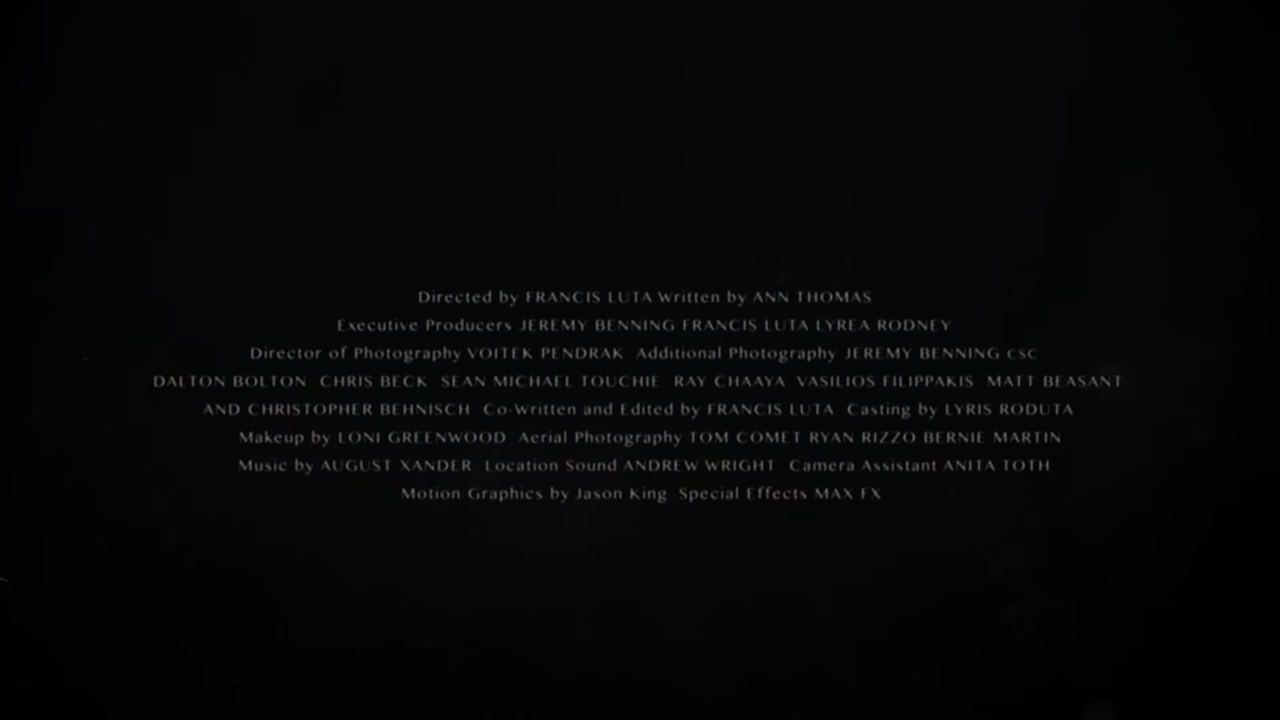 Directed by FRANCIS LUTA Written by ANN THOMAS
Executive Producers JEREMY BENNING FRANCIS LUTA LYREA RODNEY
Director of Photography VOITEK PENDRAK Additional Photography JEREMY BENNING CSC
DALTON BOLTON CHRIS BECK SEAN MICHAEL TOUCHIE RAY CHAAYA VASILIOS FILIPPAKIS MATT BEASANT
AND CHRISTOPHER BEHNISCH Co-Written and Edited by FRANCIS LUTA Casting by LYRIS RODUTA
Makeup by LONI GREENWOOD Aerial Photography TOM COMET RYAN RIZZO BERNIE MARTIN
Music by AUGUST XANDER Location Sound ANDREW WRIGHT Camera Assistant ANITA TOTH
Motion Graphics by Jason King Special Effects MAX FX